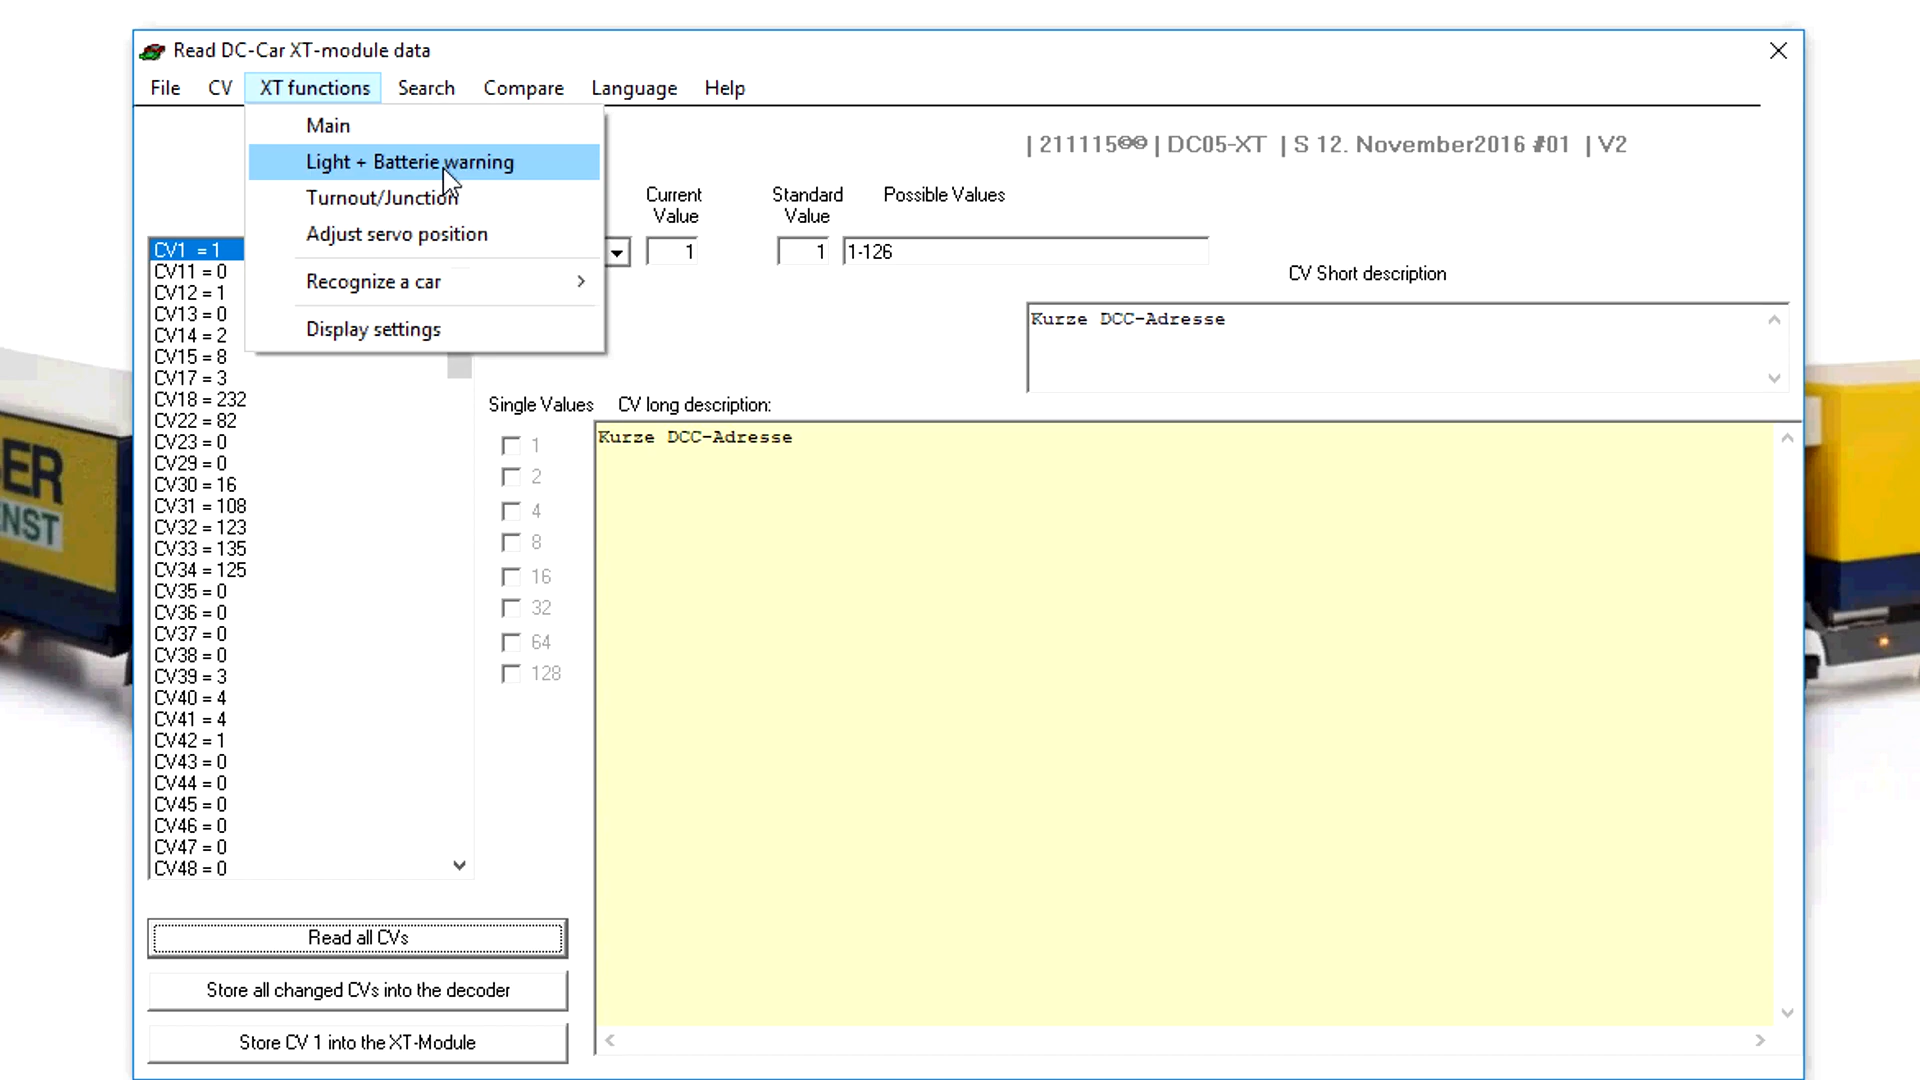 Read DC-Car XT-module data
File CV XT functions Search Compare Language Help
Main
Light + Batterie warning
Turnout/Junction
Adjust servo position
Recognize a car
Display settings
| 21111500 | DC05-XT | S 12. November2016 #01 | V2
Current Value
Standard Value
Possible Values
1
1
1-126
CV Short description
Kurze DCC-Adresse
CV1 = 1
CV11 = 0
CV12 = 1
CV13 = 0
CV14 = 2
CV15 = 8
CV17 = 3
CV18 = 232
CV22 = 82
CV23 = 0
CV29 = 0
CV30 = 16
CV31 = 108
CV32 = 123
CV33 = 135
CV34 = 125
CV35 = 0
CV36 = 0
CV37 = 0
CV38 = 0
CV39 = 3
CV40 = 4
CV41 = 4
CV42 = 1
CV43 = 0
CV44 = 0
CV45 = 0
CV46 = 0
CV47 = 0
CV48 = 0
Single Values
1
2
4
8
16
32
64
128
CV long description:
Kurze DCC-Adresse
Read all CVs
Store all changed CVs into the decoder
Store CV 1 into the XT-Module
ER
NST